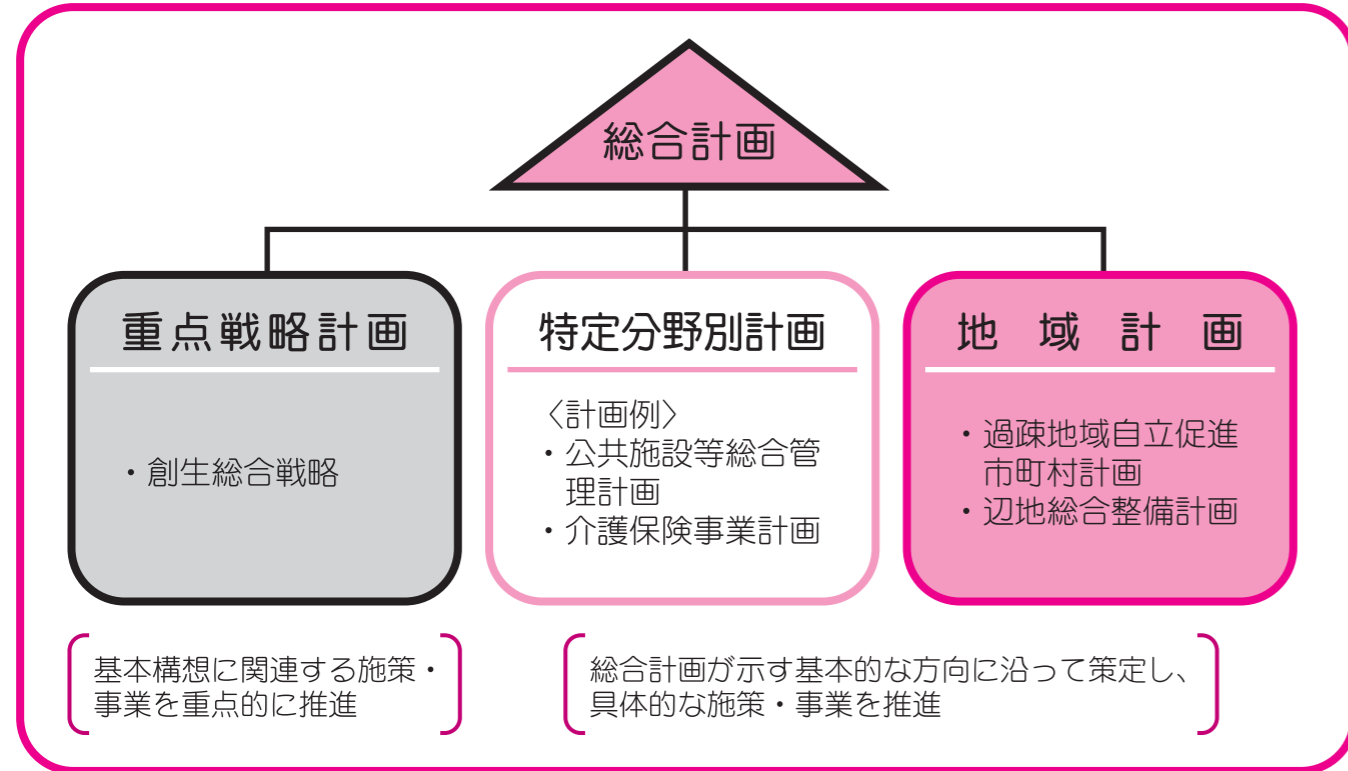 総合計画
重点戦略計画
・創生総合戦略
特定分野別計画
〈計画例〉
・公共施設等総合管
理計画
・介護保険事業計画
地域計画
・過疎地域自立促進
市町村計画
・辺地総合整備計画
基本構想に関連する施策・
事業を重点的に推進
総合計画が示す基本的な方向に沿って策定し、
具体的な施策・事業を推進